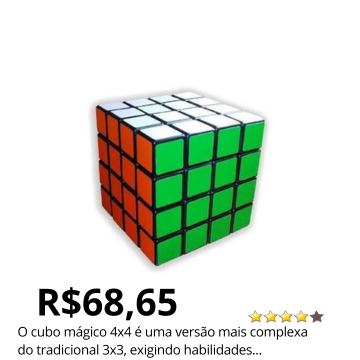 R$68,65
O cubo mágico 4x4 é uma versão mais complexa
do tradicional 3x3, exigindo habilidades...